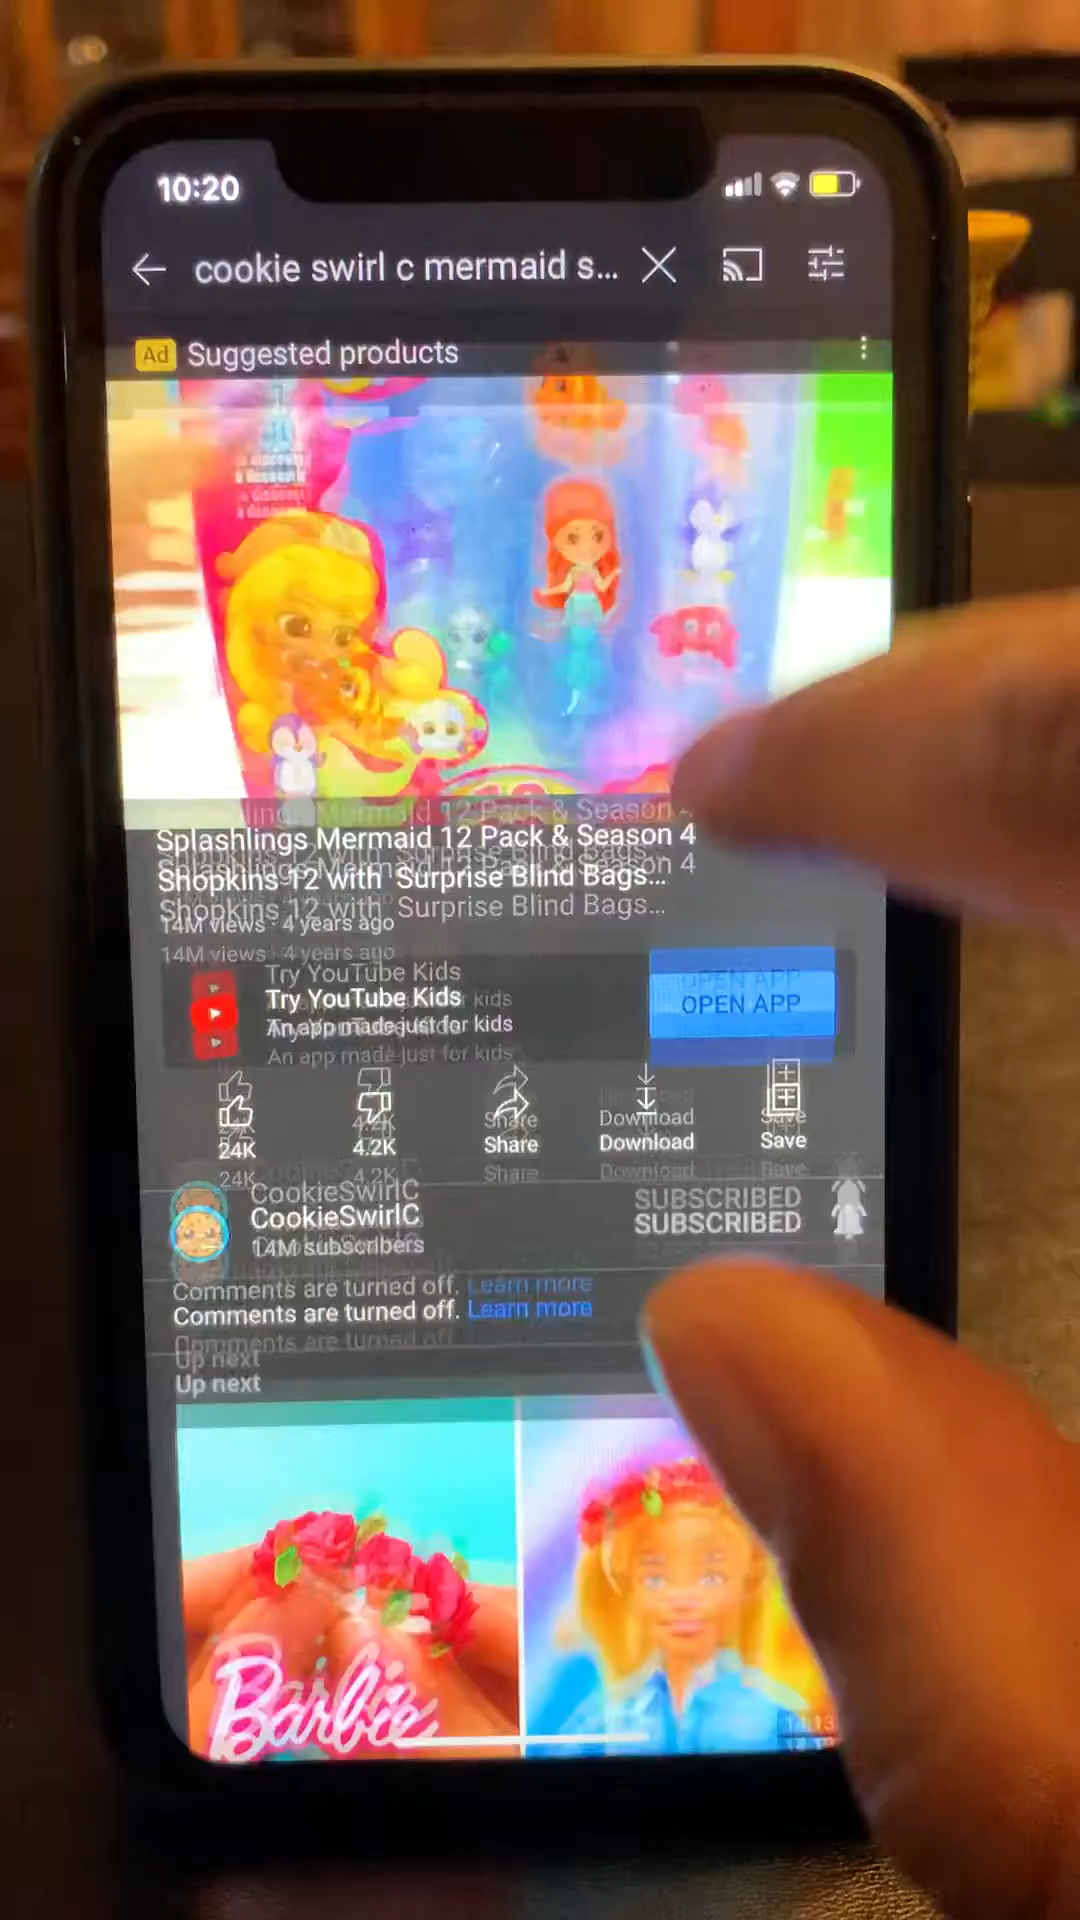 10:20
cookie swirl c mermaid s...
Ad Suggested products
Splashlings Mermaid 12 Pack & Season 4
Shopkins 12 with Surprise Blind Bags...
14M views · 4 years ago
Try YouTube Kids
An app made just for kids
OPEN APP
24K
4.2K
Share
Download
Save
CookieSwirlC
14M subscribers
SUBSCRIBED
Comments are turned off. Learn more
Up next
Barbie